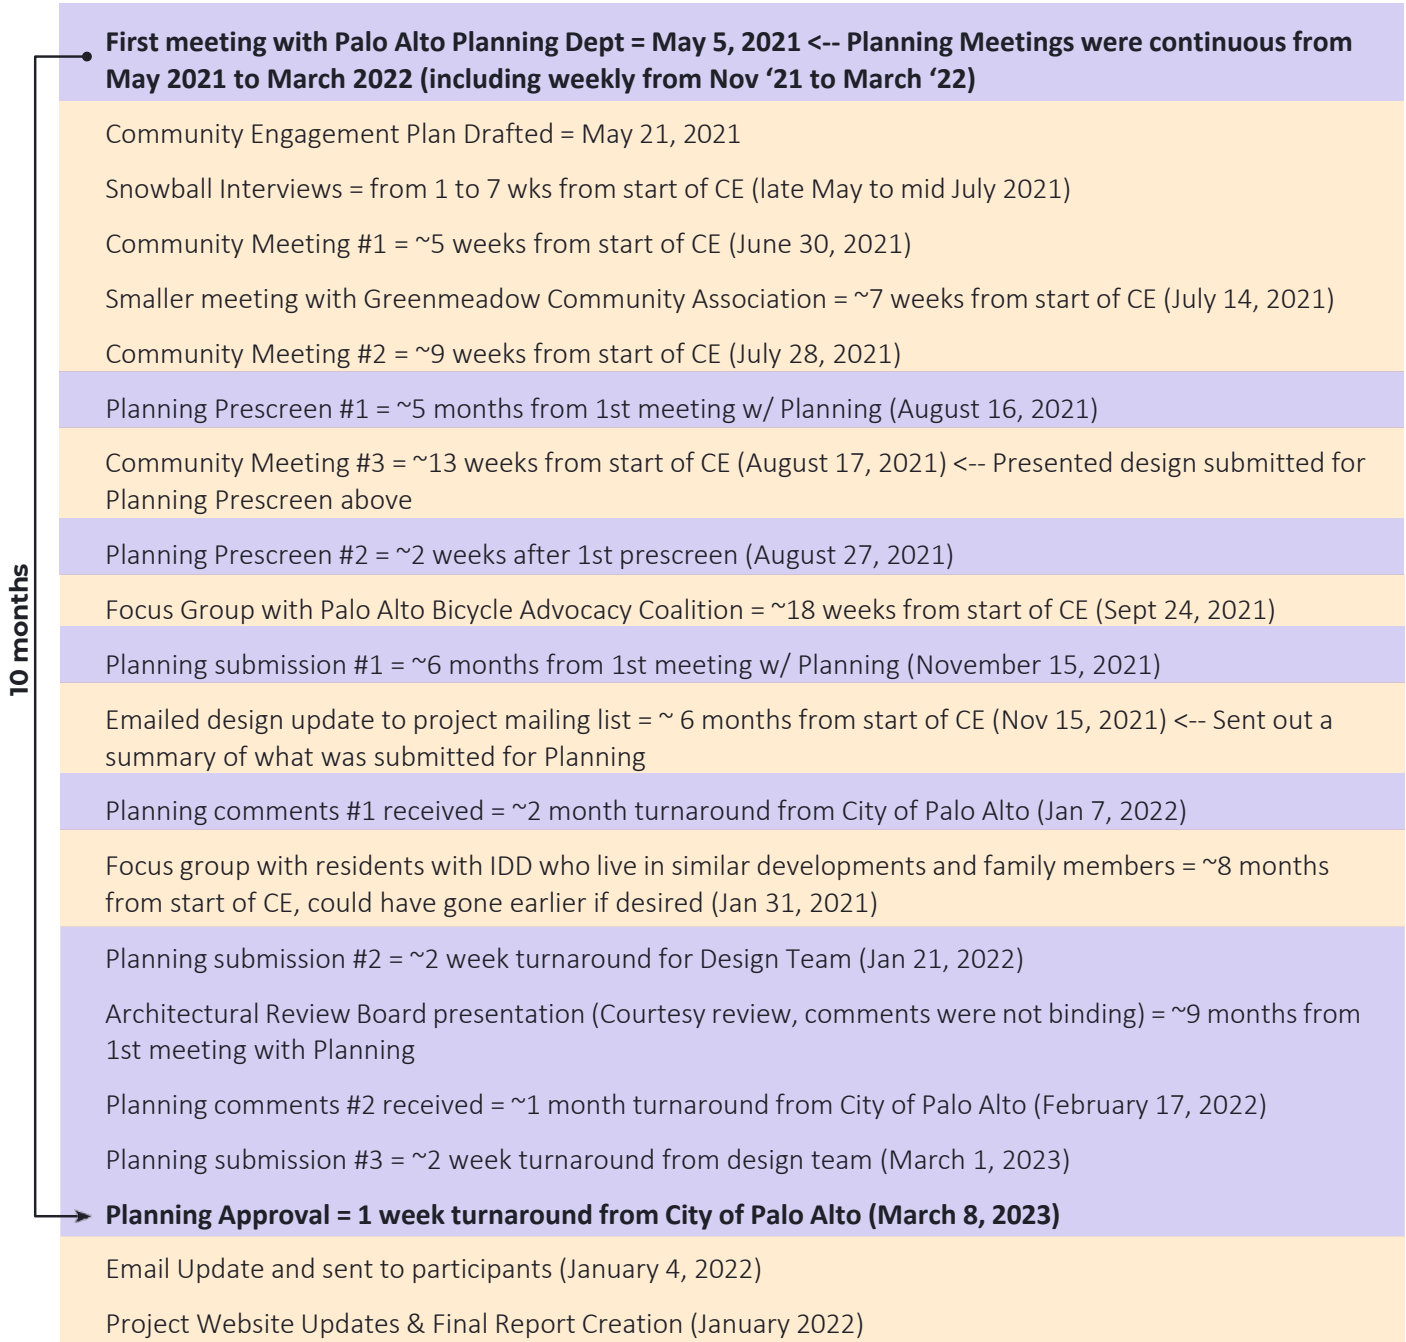 First meeting with Palo Alto Planning Dept = May 5, 2021 <-- Planning Meetings were continuous from
May 2021 to March 2022 (including weekly from Nov ‘21 to March ‘22)
Community Engagement Plan Drafted = May 21, 2021
Snowball Interviews = from 1 to 7 wks from start of CE (late May to mid July 2021)
Community Meeting #1 = ~5 weeks from start of CE (June 30, 2021)
Smaller meeting with Greenmeadow Community Association = ~7 weeks from start of CE (July 14, 2021)
Community Meeting #2 = ~9 weeks from start of CE (July 28, 2021)
Planning Prescreen #1 = ~5 months from 1st meeting w/ Planning (August 16, 2021)
Community Meeting #3 = ~13 weeks from start of CE (August 17, 2021) <-- Presented design submitted for
Planning Prescreen above
Planning Prescreen #2 = ~2 weeks after 1st prescreen (August 27, 2021)
Focus Group with Palo Alto Bicycle Advocacy Coalition = ~18 weeks from start of CE (Sept 24, 2021)
Planning submission #1 = ~6 months from 1st meeting w/ Planning (November 15, 2021)
Emailed design update to project mailing list = ~ 6 months from start of CE (Nov 15, 2021) <-- Sent out a
summary of what was submitted for Planning
Planning comments #1 received = ~2 month turnaround from City of Palo Alto (Jan 7, 2022)
Focus group with residents with IDD who live in similar developments and family members = ~8 months
from start of CE, could have gone earlier if desired (Jan 31, 2021)
Planning submission #2 = ~2 week turnaround for Design Team (Jan 21, 2022)
Architectural Review Board presentation (Courtesy review, comments were not binding) = ~9 months from
1st meeting with Planning
Planning comments #2 received = ~1 month turnaround from City of Palo Alto (February 17, 2022)
Planning submission #3 = ~2 week turnaround from design team (March 1, 2023)
Planning Approval = 1 week turnaround from City of Palo Alto (March 8, 2023)
Email Update and sent to participants (January 4, 2022)
Project Website Updates & Final Report Creation (January 2022)
10 months